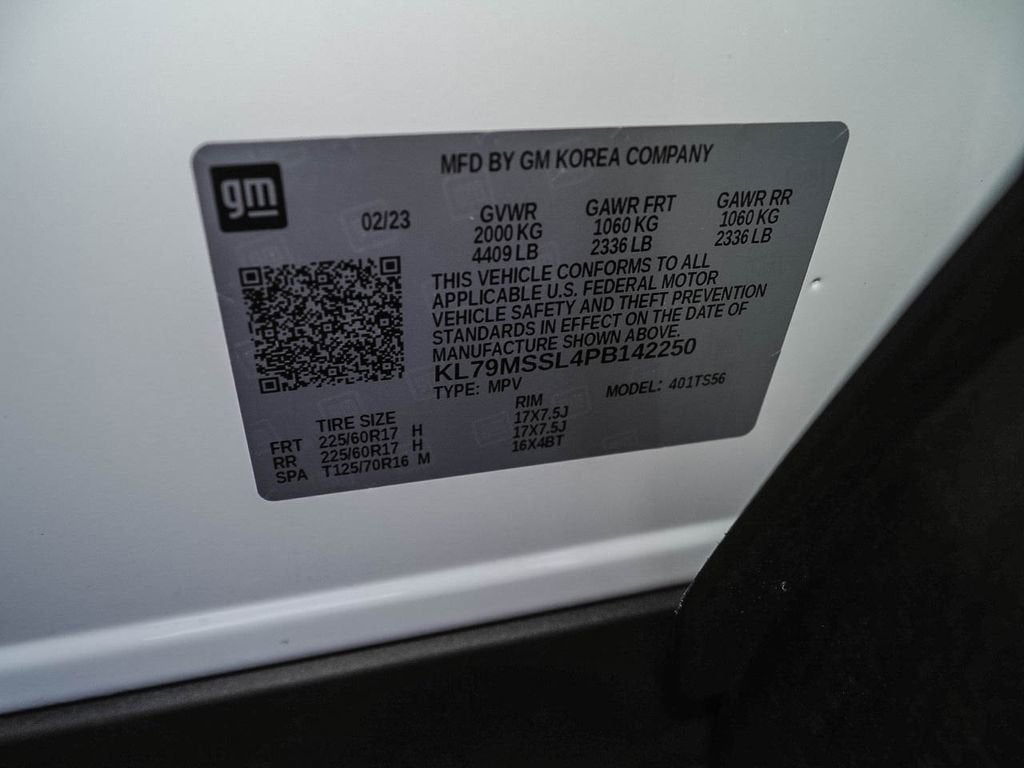 MFD BY GM KOREA COMPANY
gm
02/23 GVWR GAWR FRT GAWR RR
2000 KG 1060 KG 1060 KG
4409 LB 2336 LB 2336 LB
THIS VEHICLE CONFORMS TO ALL
APPLICABLE U.S. FEDERAL MOTOR
VEHICLE SAFETY AND THEFT PREVENTION
STANDARDS IN EFFECT ON THE DATE OF
MANUFACTURE SHOWN ABOVE.
KL79MSSL4PB142250
TYPE: MPV MODEL: 401TS56
TIRE SIZE RIM
FRT 225/60R17 H 17X7.5J
RR 225/60R17 H 17X7.5J
SPA T125/70R16 M 16X4BT